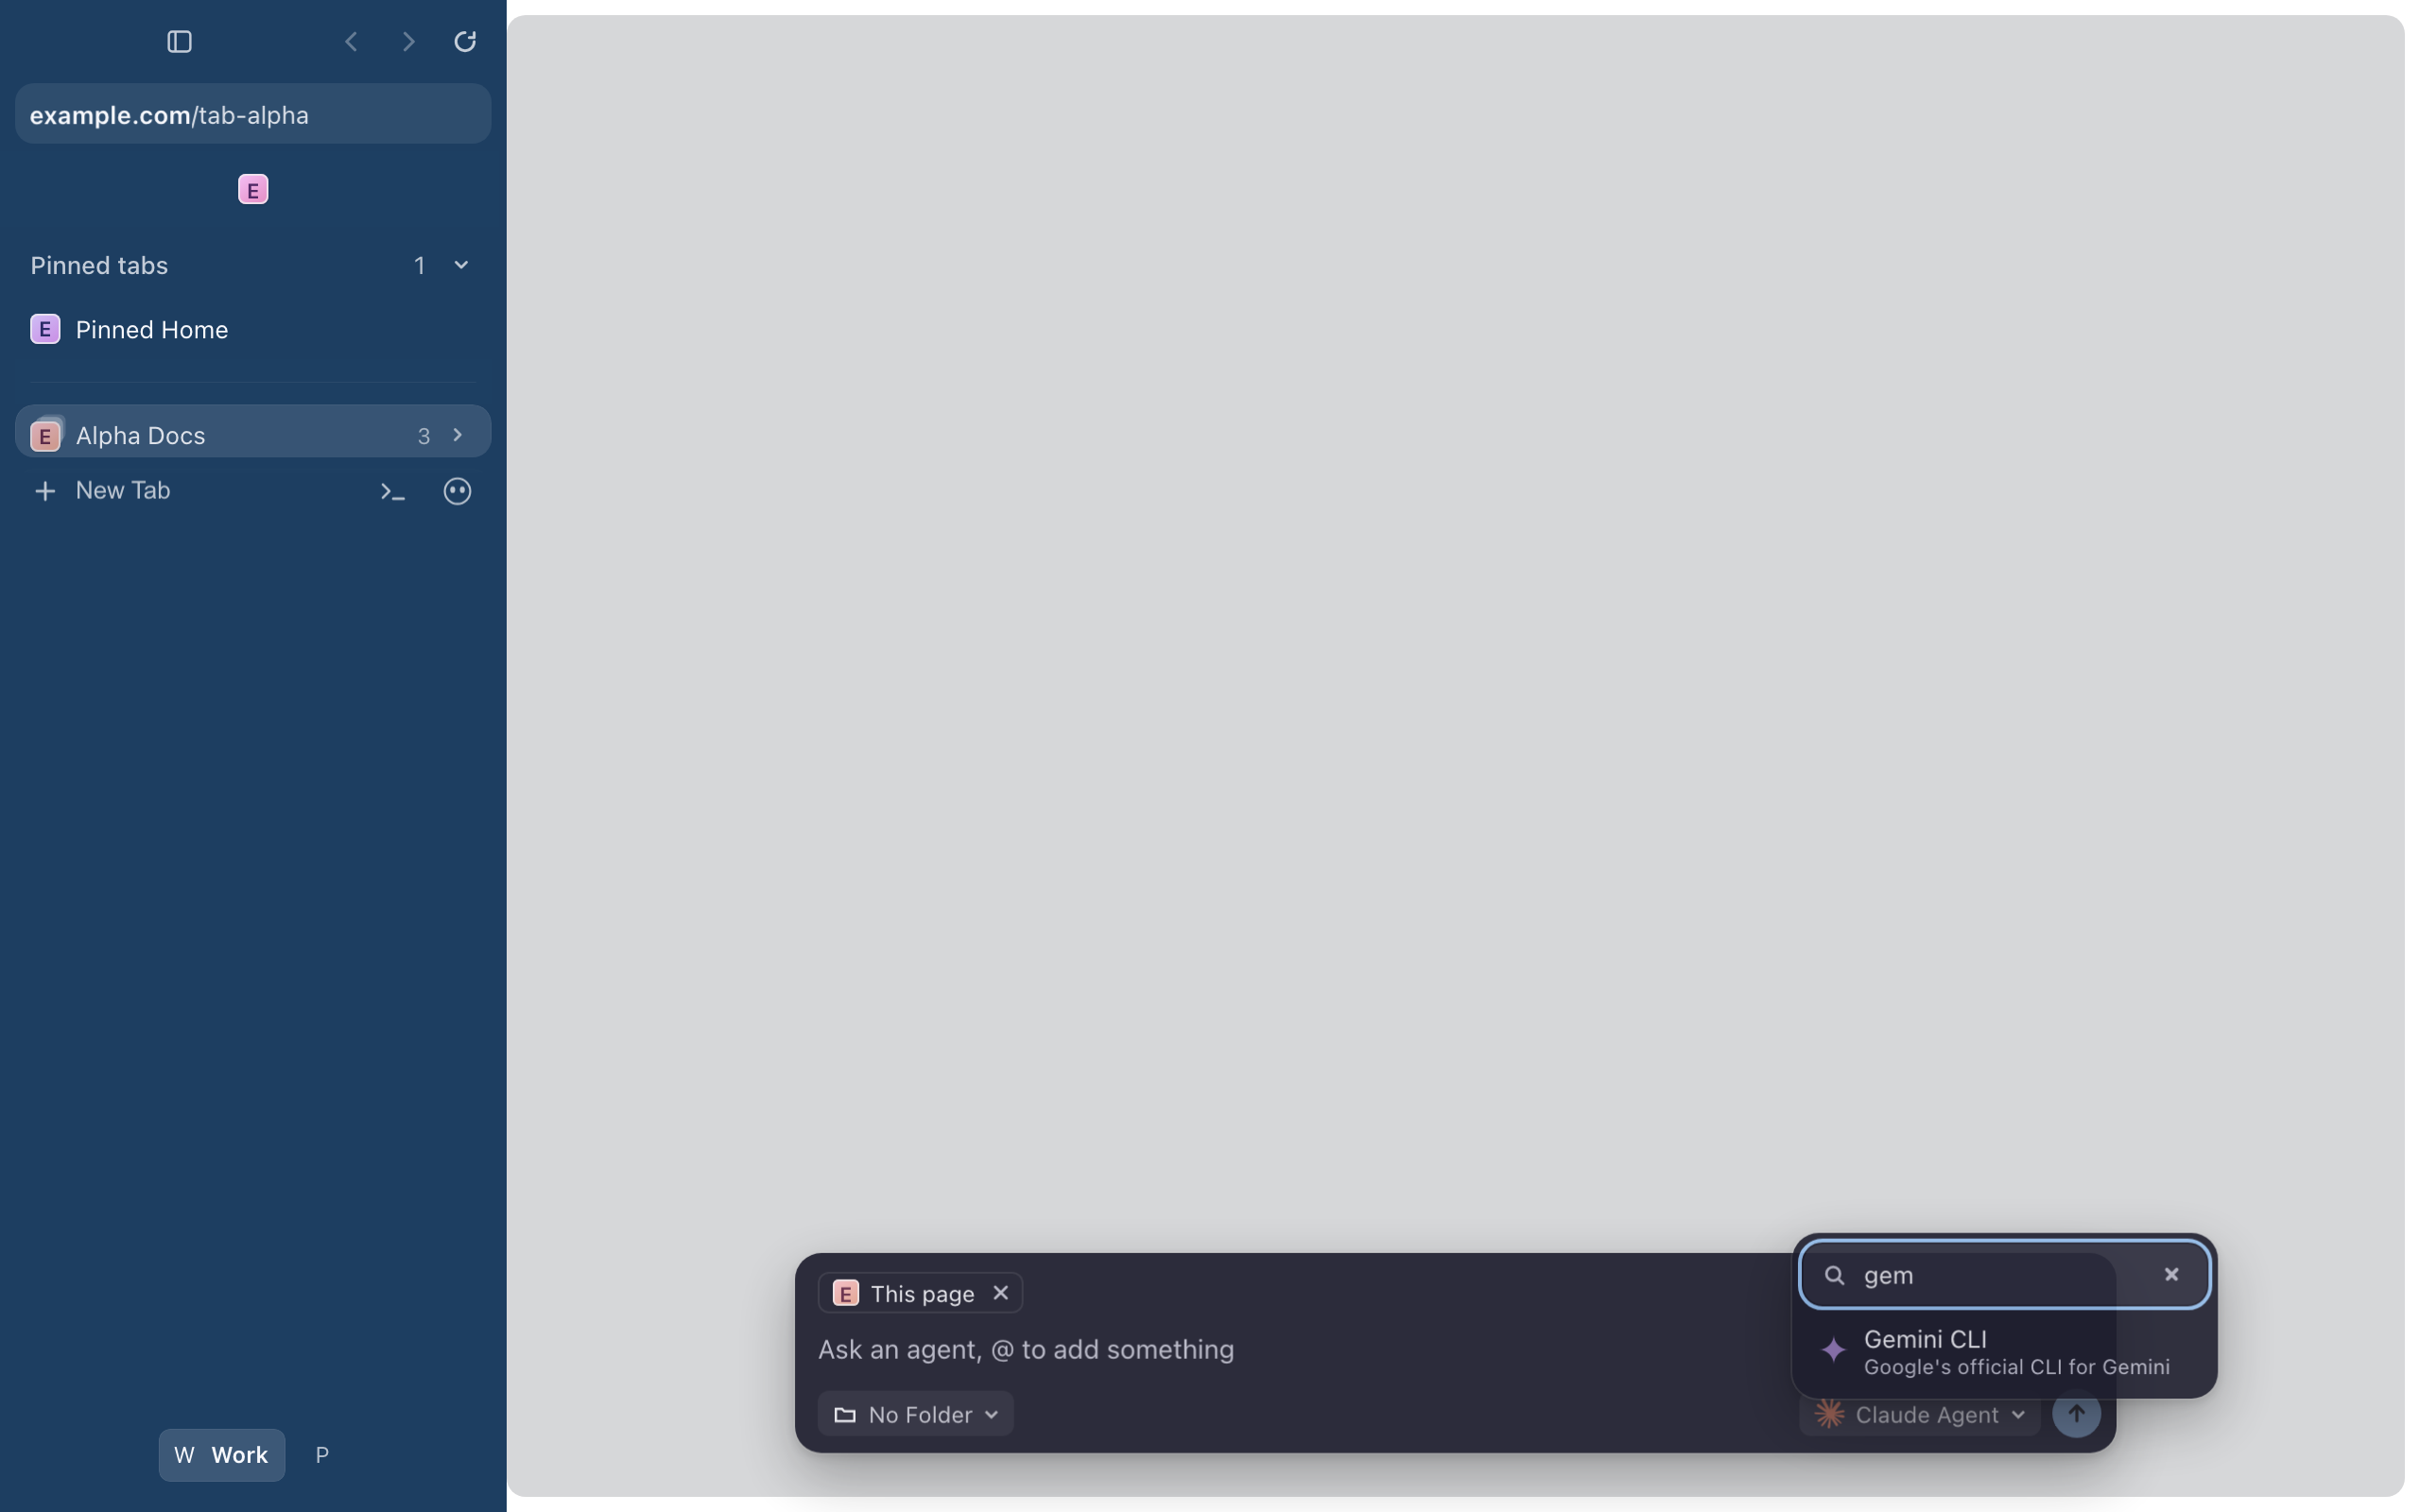 example.com/tab-alpha
E
Pinned tabs 1
E Pinned Home
E Alpha Docs 3
New Tab
W Work P
E This page
Ask an agent, @ to add something
No Folder
gem
Gemini CLI
Google's official CLI for Gemini
Claude Agent